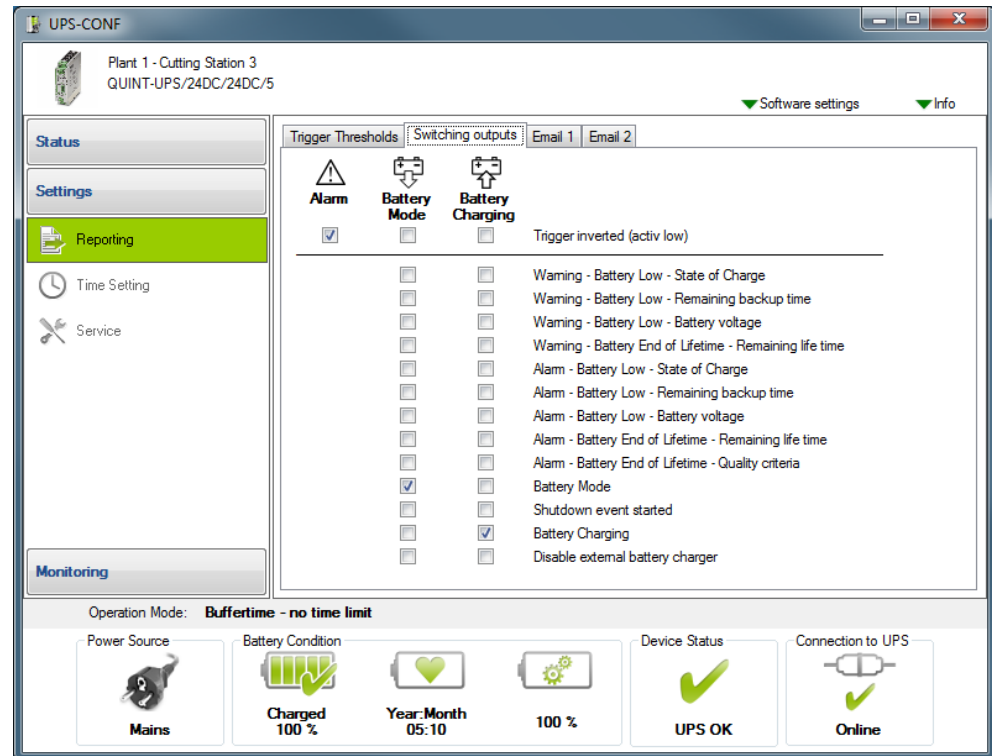 UPS-CONF
Plant 1 - Cutting Station 3
QUINT-UPS/24DC/24DC/5
Software settings
Info
Status
Settings
Reporting
Time Setting
Service
Monitoring
Trigger Thresholds
Switching outputs
Email 1
Email 2
Alarm
Battery Mode
Battery Charging
Trigger inverted (activ low)
Warning - Battery Low - State of Charge
Warning - Battery Low - Remaining backup time
Warning - Battery Low - Battery voltage
Warning - Battery End of Lifetime - Remaining life time
Alarm - Battery Low - State of Charge
Alarm - Battery Low - Remaining backup time
Alarm - Battery Low - Battery voltage
Alarm - Battery End of Lifetime - Remaining life time
Alarm - Battery End of Lifetime - Quality criteria
Battery Mode
Shutdown event started
Battery Charging
Disable external battery charger
Operation Mode: Buffertime - no time limit
Power Source
Mains
Battery Condition
Charged
100 %
Year:Month
05:10
100 %
Device Status
UPS OK
Connection to UPS
Online